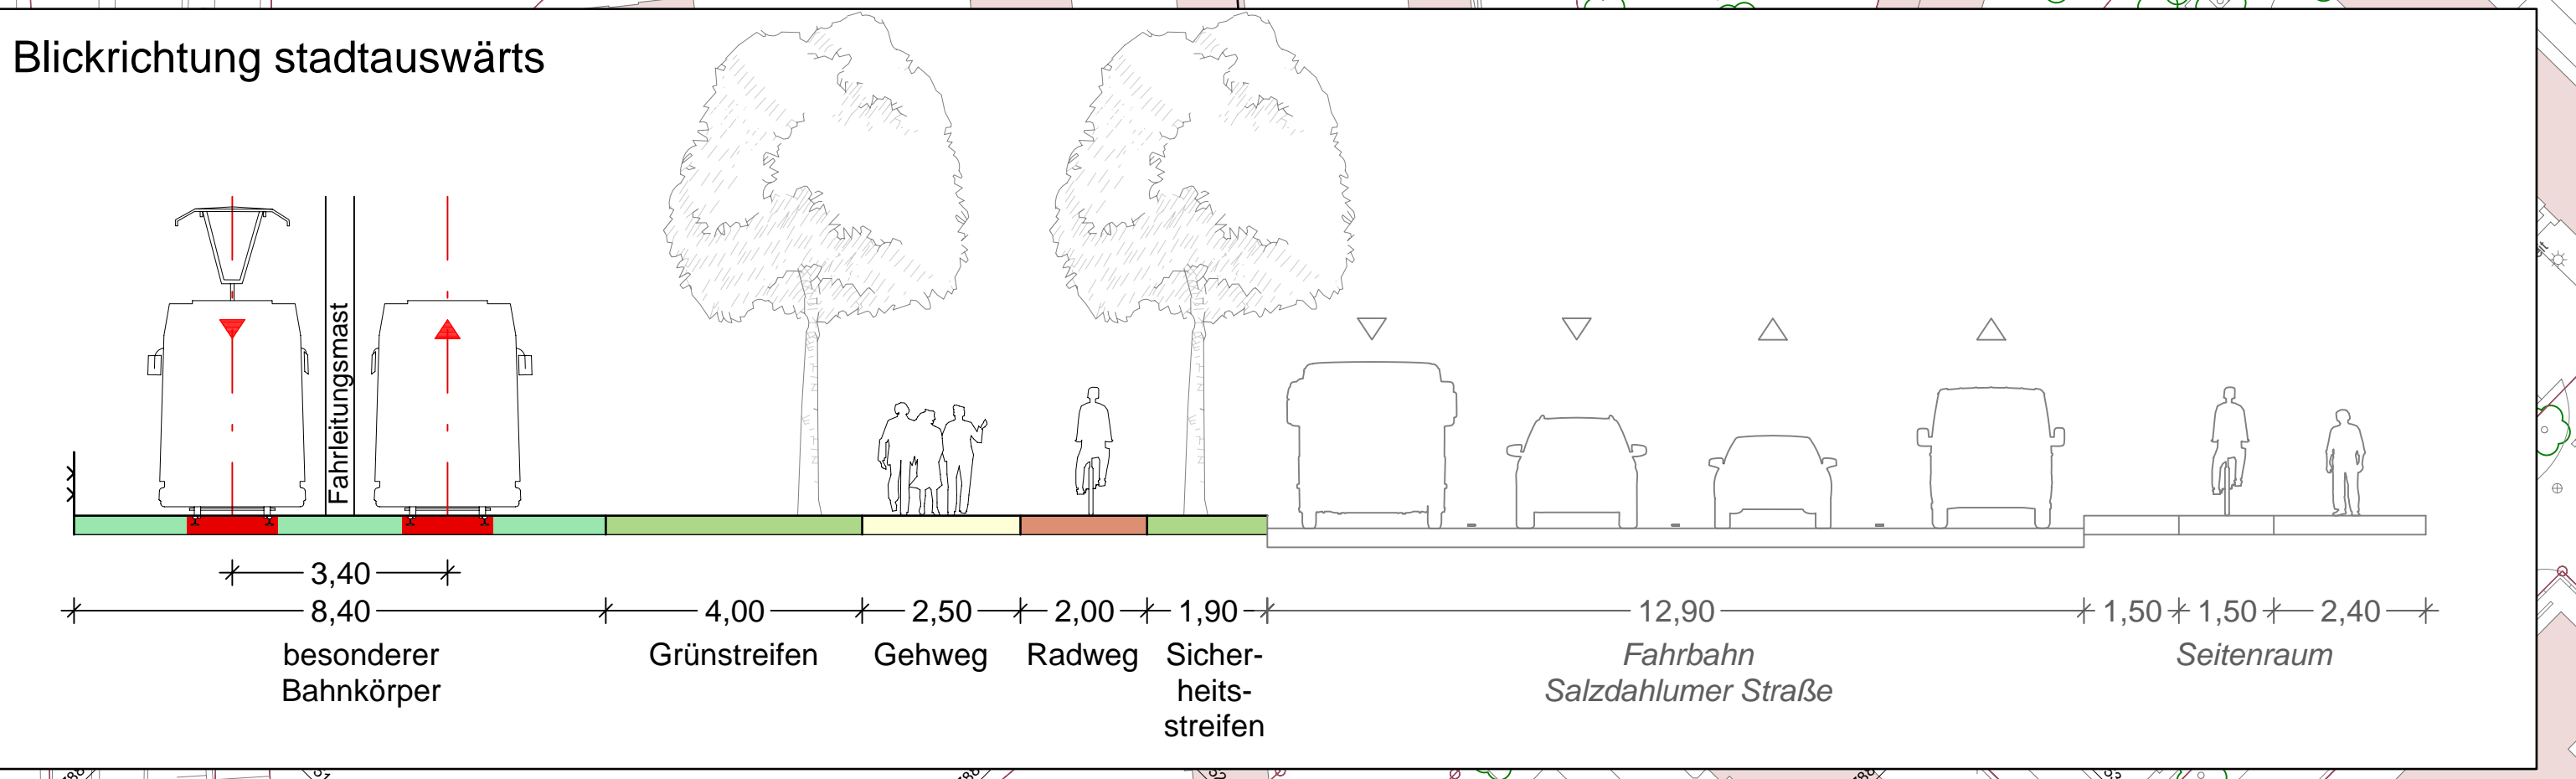 Blickrichtung stadtauswärts
Fahrleitungsmast
3,40
8,40 4,00 2,50 2,00 1,90 12,90 1,50 1,50 2,40
besonderer Grünstreifen Gehweg Radweg Sicher- Fahrbahn Seitenraum
Bahnkörper heits- Salzdahlumer Straße
streifen